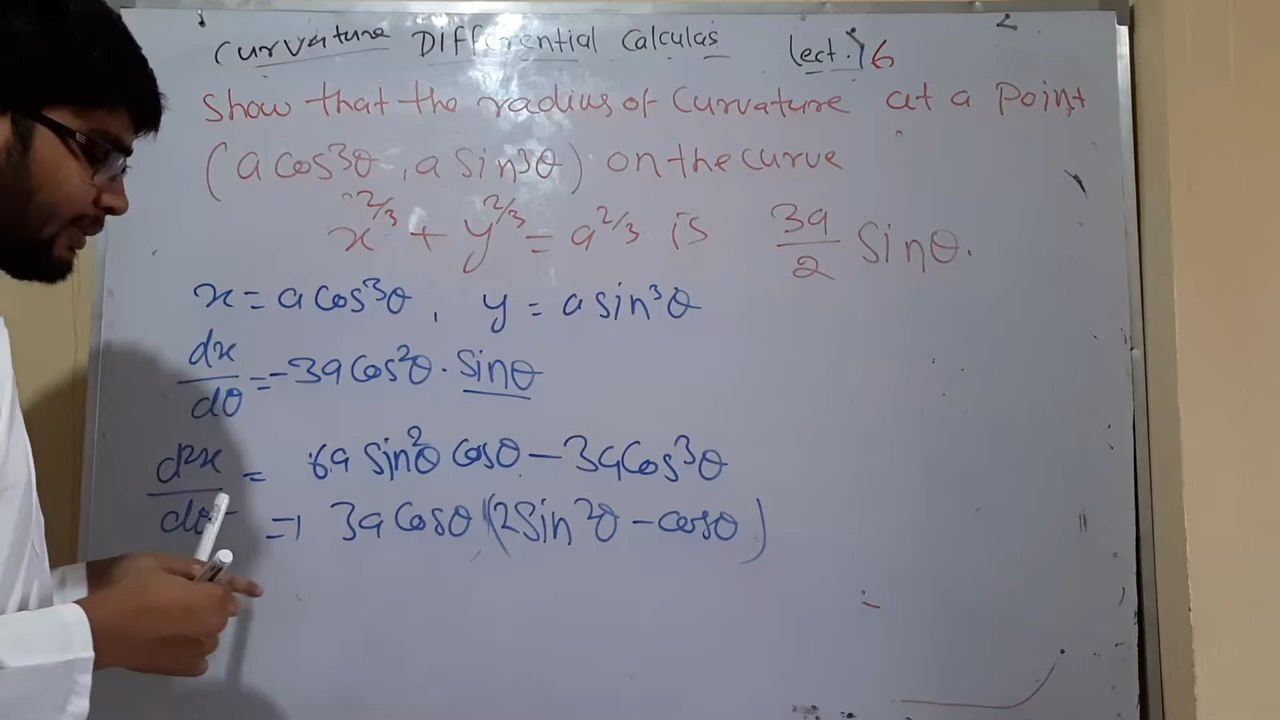 Curvature Differential Calculas lect. 16
Show that the radius of Curvature at a Point
(a cos³θ, a sin³θ) on the curve
x^2/3 + y^2/3 = a^2/3 is 3a/2 Sinθ.
x = a cos³θ, y = a sin³θ
dx/dθ = -3a cos²θ · sinθ
d²x/dθ² = 6a sin²θ cosθ - 3a cos³θ
=) 3a cosθ (2sin²θ - cosθ)